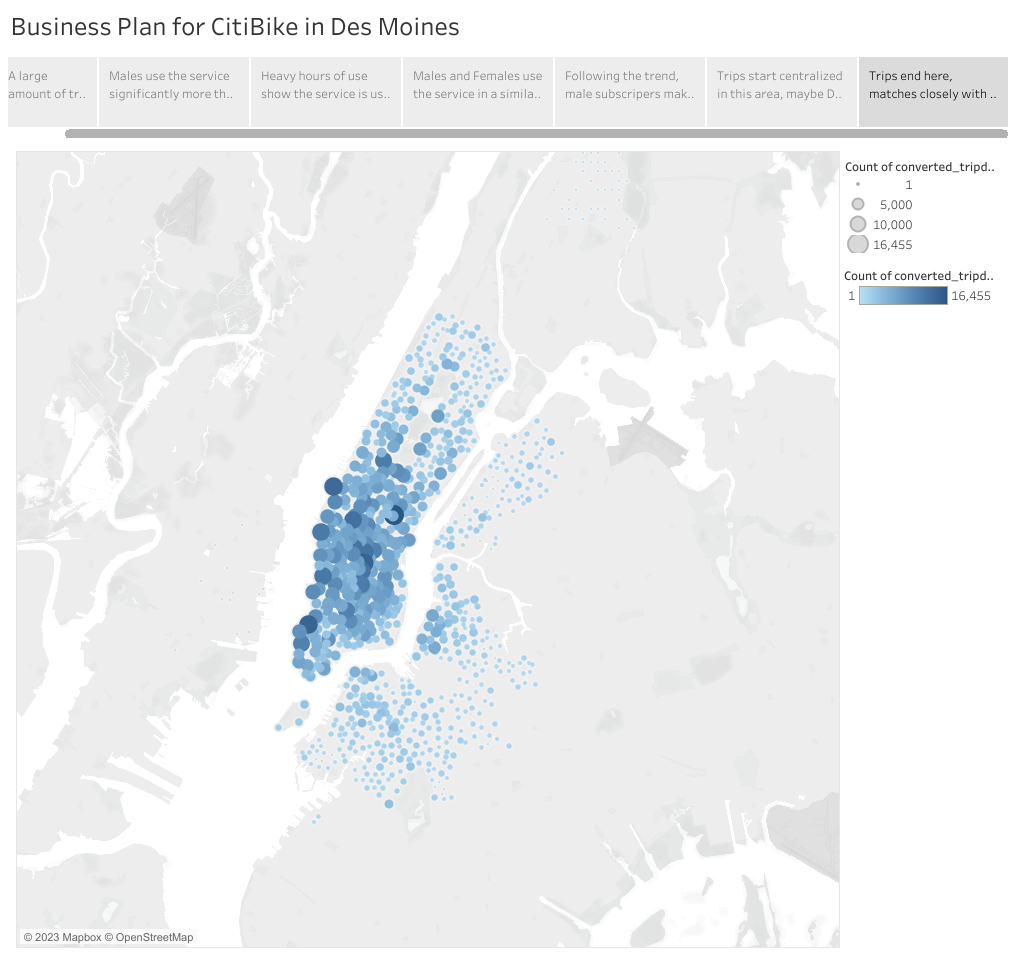 Business Plan for CitiBike in Des Moines
A large
amount of tr..
Males use the service
significantly more th..
Heavy hours of use
show the service is us..
Males and Females use
the service in a simila..
Following the trend,
male subscripers mak..
Trips start centralized
in this area, maybe D..
Trips end here,
matches closely with ..
Count of converted_tripd..
1
5,000
10,000
16,455
Count of converted_tripd..
1 16,455
© 2023 Mapbox © OpenStreetMap